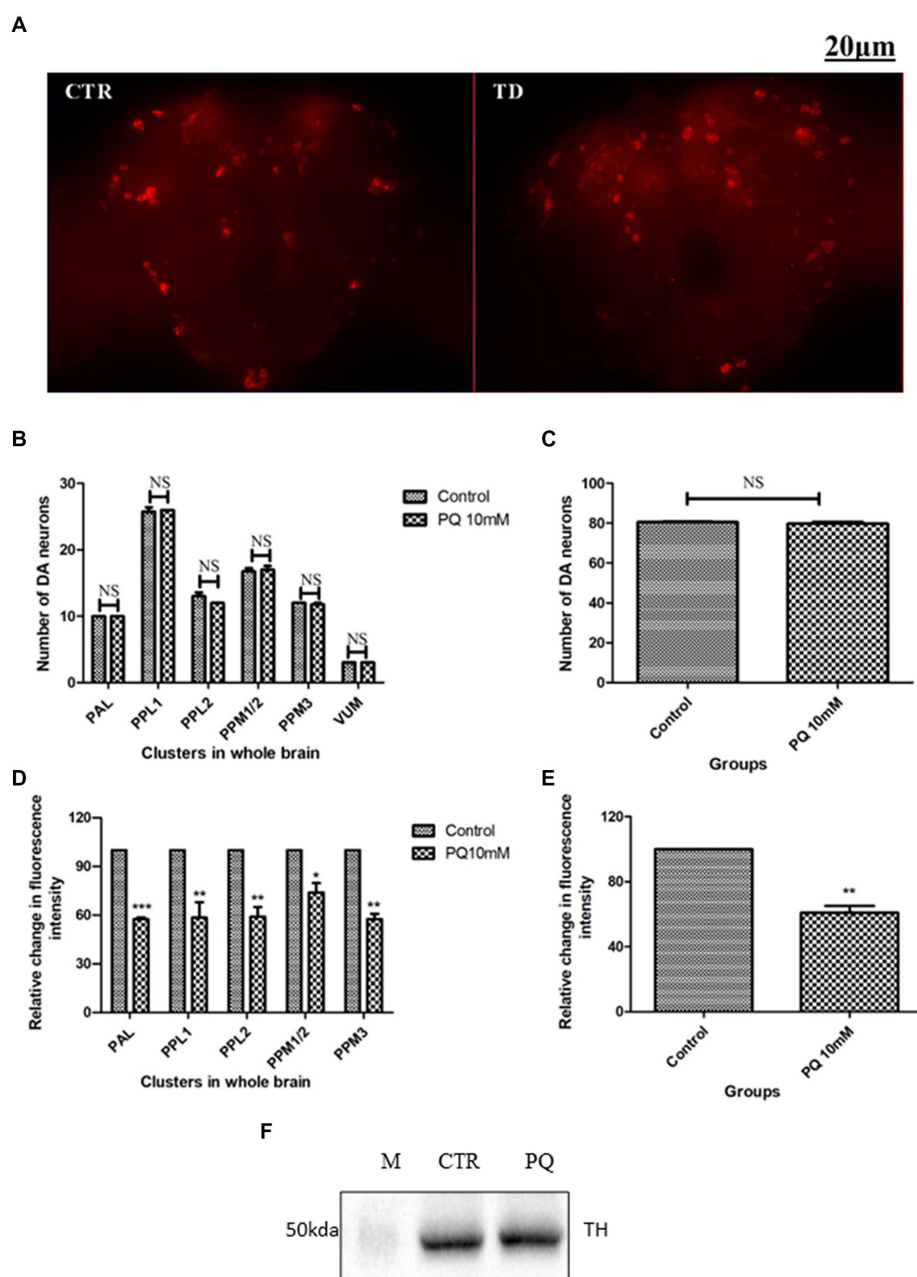 A
20µm
CTR
TD
B
C
30
20
10
0
Number of DA neurons
NS
NS
NS
NS
NS
NS
PAL
PPL1
PPL2
PPM1/2
PPM3
VUM
Clusters in whole brain
Control
PQ 10mM
100
80
60
40
20
0
Number of DA neurons
NS
Control
PQ 10mM
Groups
D
E
120
90
60
30
0
Relative change in fluorescence
intensity
***
**
**
*
**
PAL
PPL1
PPL2
PPM1/2
PPM3
Clusters in whole brain
Control
PQ10mM
120
80
40
0
Relative change in fluorescence
intensity
**
Control
PQ 10mM
Groups
F
M CTR PQ
50kda TH